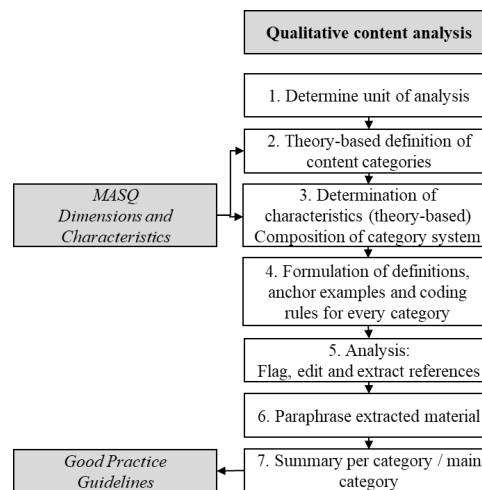 Qualitative content analysis
1. Determine unit of analysis
2. Theory-based definition of
content categories
MASQ
Dimensions and
Characteristics
3. Determination of
characteristics (theory-based)
Composition of category system
4. Formulation of definitions,
anchor examples and coding
rules for every category
5. Analysis:
Flag, edit and extract references
6. Paraphrase extracted material
Good Practice
Guidelines
7. Summary per category / main
category